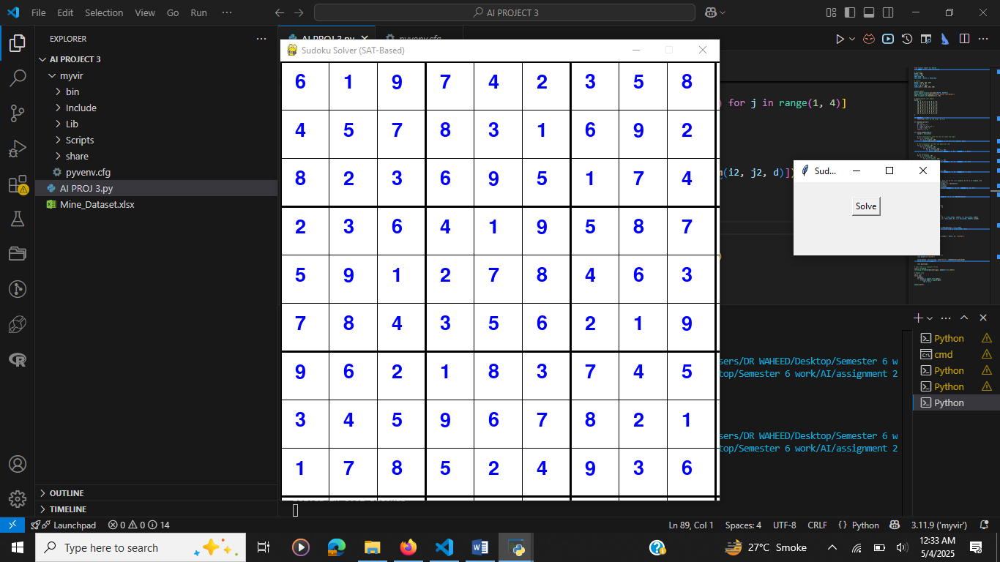 File Edit Selection View Go Run ··· AI PROJECT 3
EXPLORER ···
AI PROJ 3.py
pyvenv.cfg
AI PROJECT 3
myvir
bin
Include
Lib
Scripts
share
pyvenv.cfg
AI PROJ 3.py
Mine_Dataset.xlsx
OUTLINE
TIMELINE
Sudoku Solver (SAT-Based)
6 1 9 7 4 2 3 5 8
4 5 7 8 3 1 6 9 2
8 2 3 6 9 5 1 7 4
2 3 6 4 1 9 5 8 7
5 9 1 2 7 8 4 6 3
7 8 4 3 5 6 2 1 9
9 6 2 1 8 3 7 4 5
3 4 5 9 6 7 8 2 1
1 7 8 5 2 4 9 3 6
) for j in range(1, 4)]
(i2, j2, d)])
Sud...
Solve
sers/DR WAHEED/Desktop/Semester 6 w
top/Semester 6 work/AI/assignment 2
sers/DR WAHEED/Desktop/Semester 6 w
top/Semester 6 work/AI/assignment 2
Python
cmd
Python
Python
Python
Launchpad 0 0 14 Ln 89, Col 1 Spaces: 4 UTF-8 CRLF {} Python 3.11.9 ('myvir')
Type here to search 27°C Smoke 12:33 AM
5/4/2025